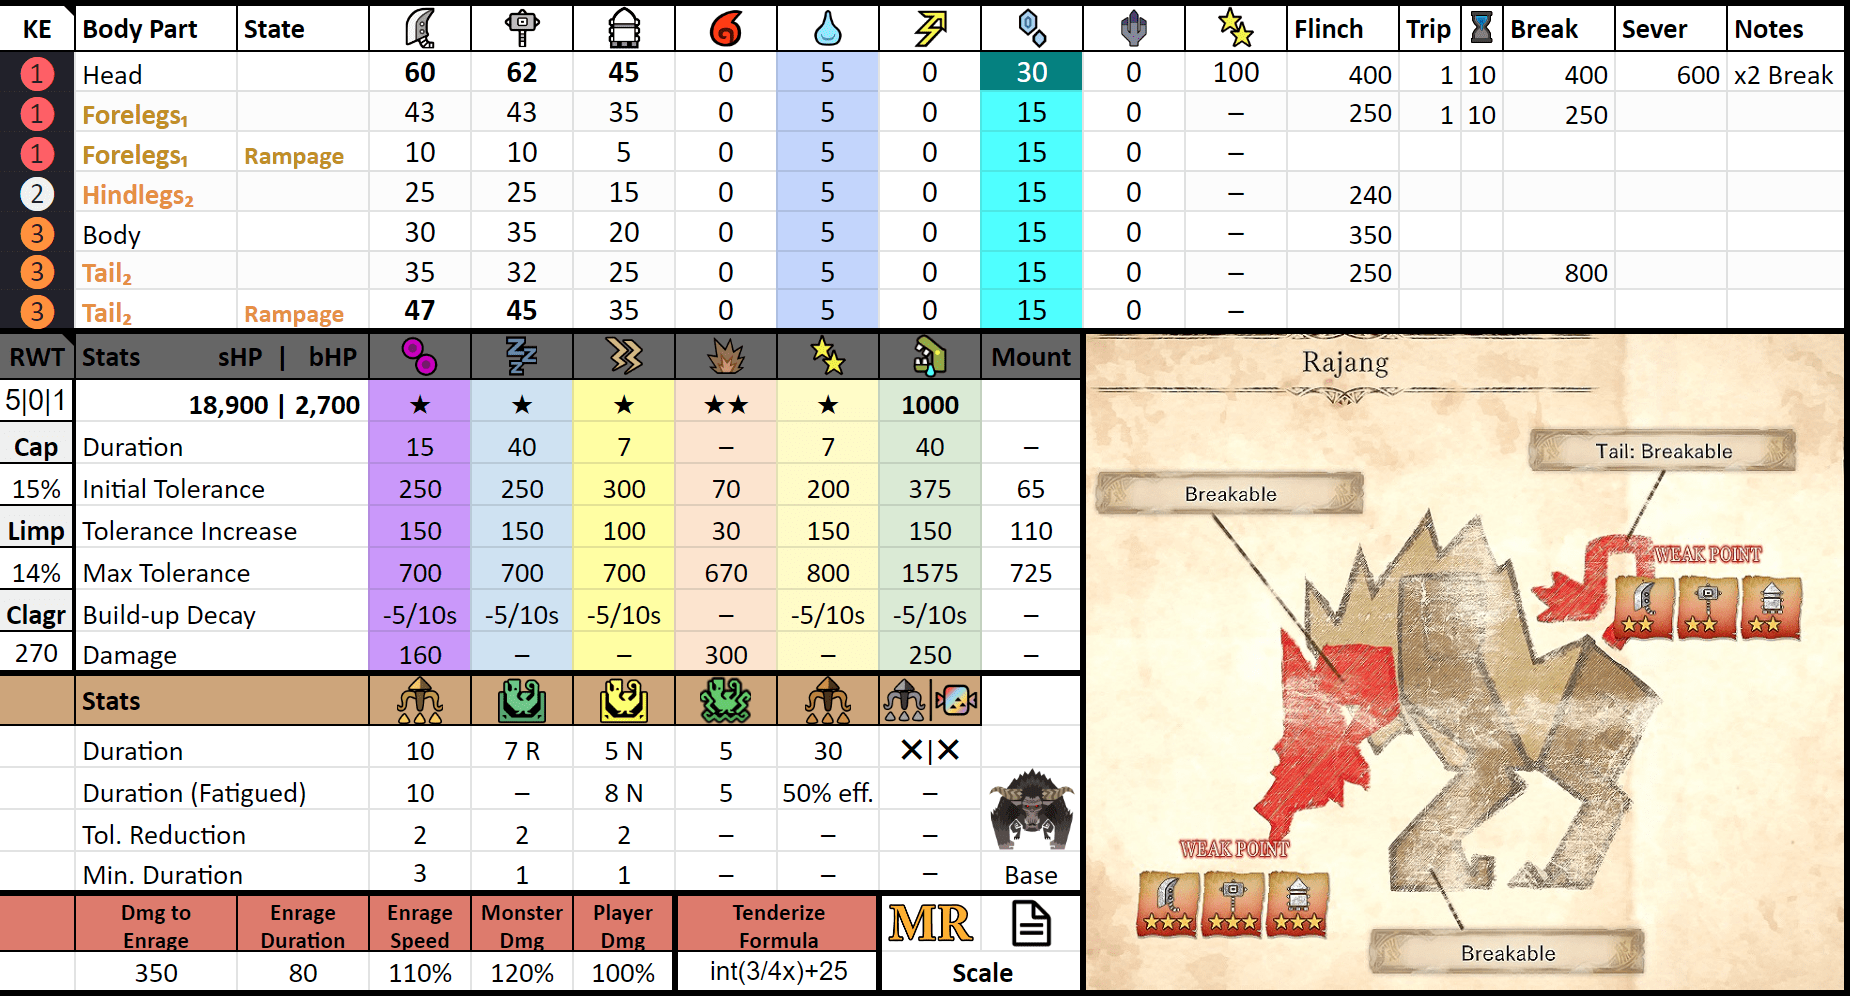 KE Body Part State Flinch Trip Break Sever Notes
1 Head 60 62 45 0 5 0 30 0 100 400 1 10 400 600 x2 Break
1 Forelegs₁ 43 43 35 0 5 0 15 0 – 250 1 10 250
1 Forelegs₁ Rampage 10 10 5 0 5 0 15 0 –
2 Hindlegs₂ 25 25 15 0 5 0 15 0 – 240
3 Body 30 35 20 0 5 0 15 0 – 350
3 Tail₂ 35 32 25 0 5 0 15 0 – 250 800
3 Tail₂ Rampage 47 45 35 0 5 0 15 0 –
RWT Stats sHP | bHP Mount
5|0|1 18,900 | 2,700 ★ ★ ★ ★★ ★ 1000
Cap Duration 15 40 7 – 7 40 –
15% Initial Tolerance 250 250 300 70 200 375 65
Limp Tolerance Increase 150 150 100 30 150 150 110
14% Max Tolerance 700 700 700 670 800 1575 725
Clagr Build-up Decay -5/10s -5/10s -5/10s – -5/10s -5/10s –
270 Damage 160 – – 300 – 250 –
Stats
Duration 10 7 R 5 N 5 30 ✕|✕
Duration (Fatigued) 10 – 8 N 5 50% eff. –
Tol. Reduction 2 2 2 – – –
Min. Duration 3 1 1 – – – Base
Dmg to Enrage Enrage Monster Player Tenderize MR
Enrage Duration Speed Dmg Dmg Formula
350 80 110% 120% 100% int(3/4x)+25 Scale
Rajang
Tail: Breakable
Breakable
WEAK POINT
★★ ★★ ★★
WEAK POINT
★★★ ★★★ ★★★
Breakable